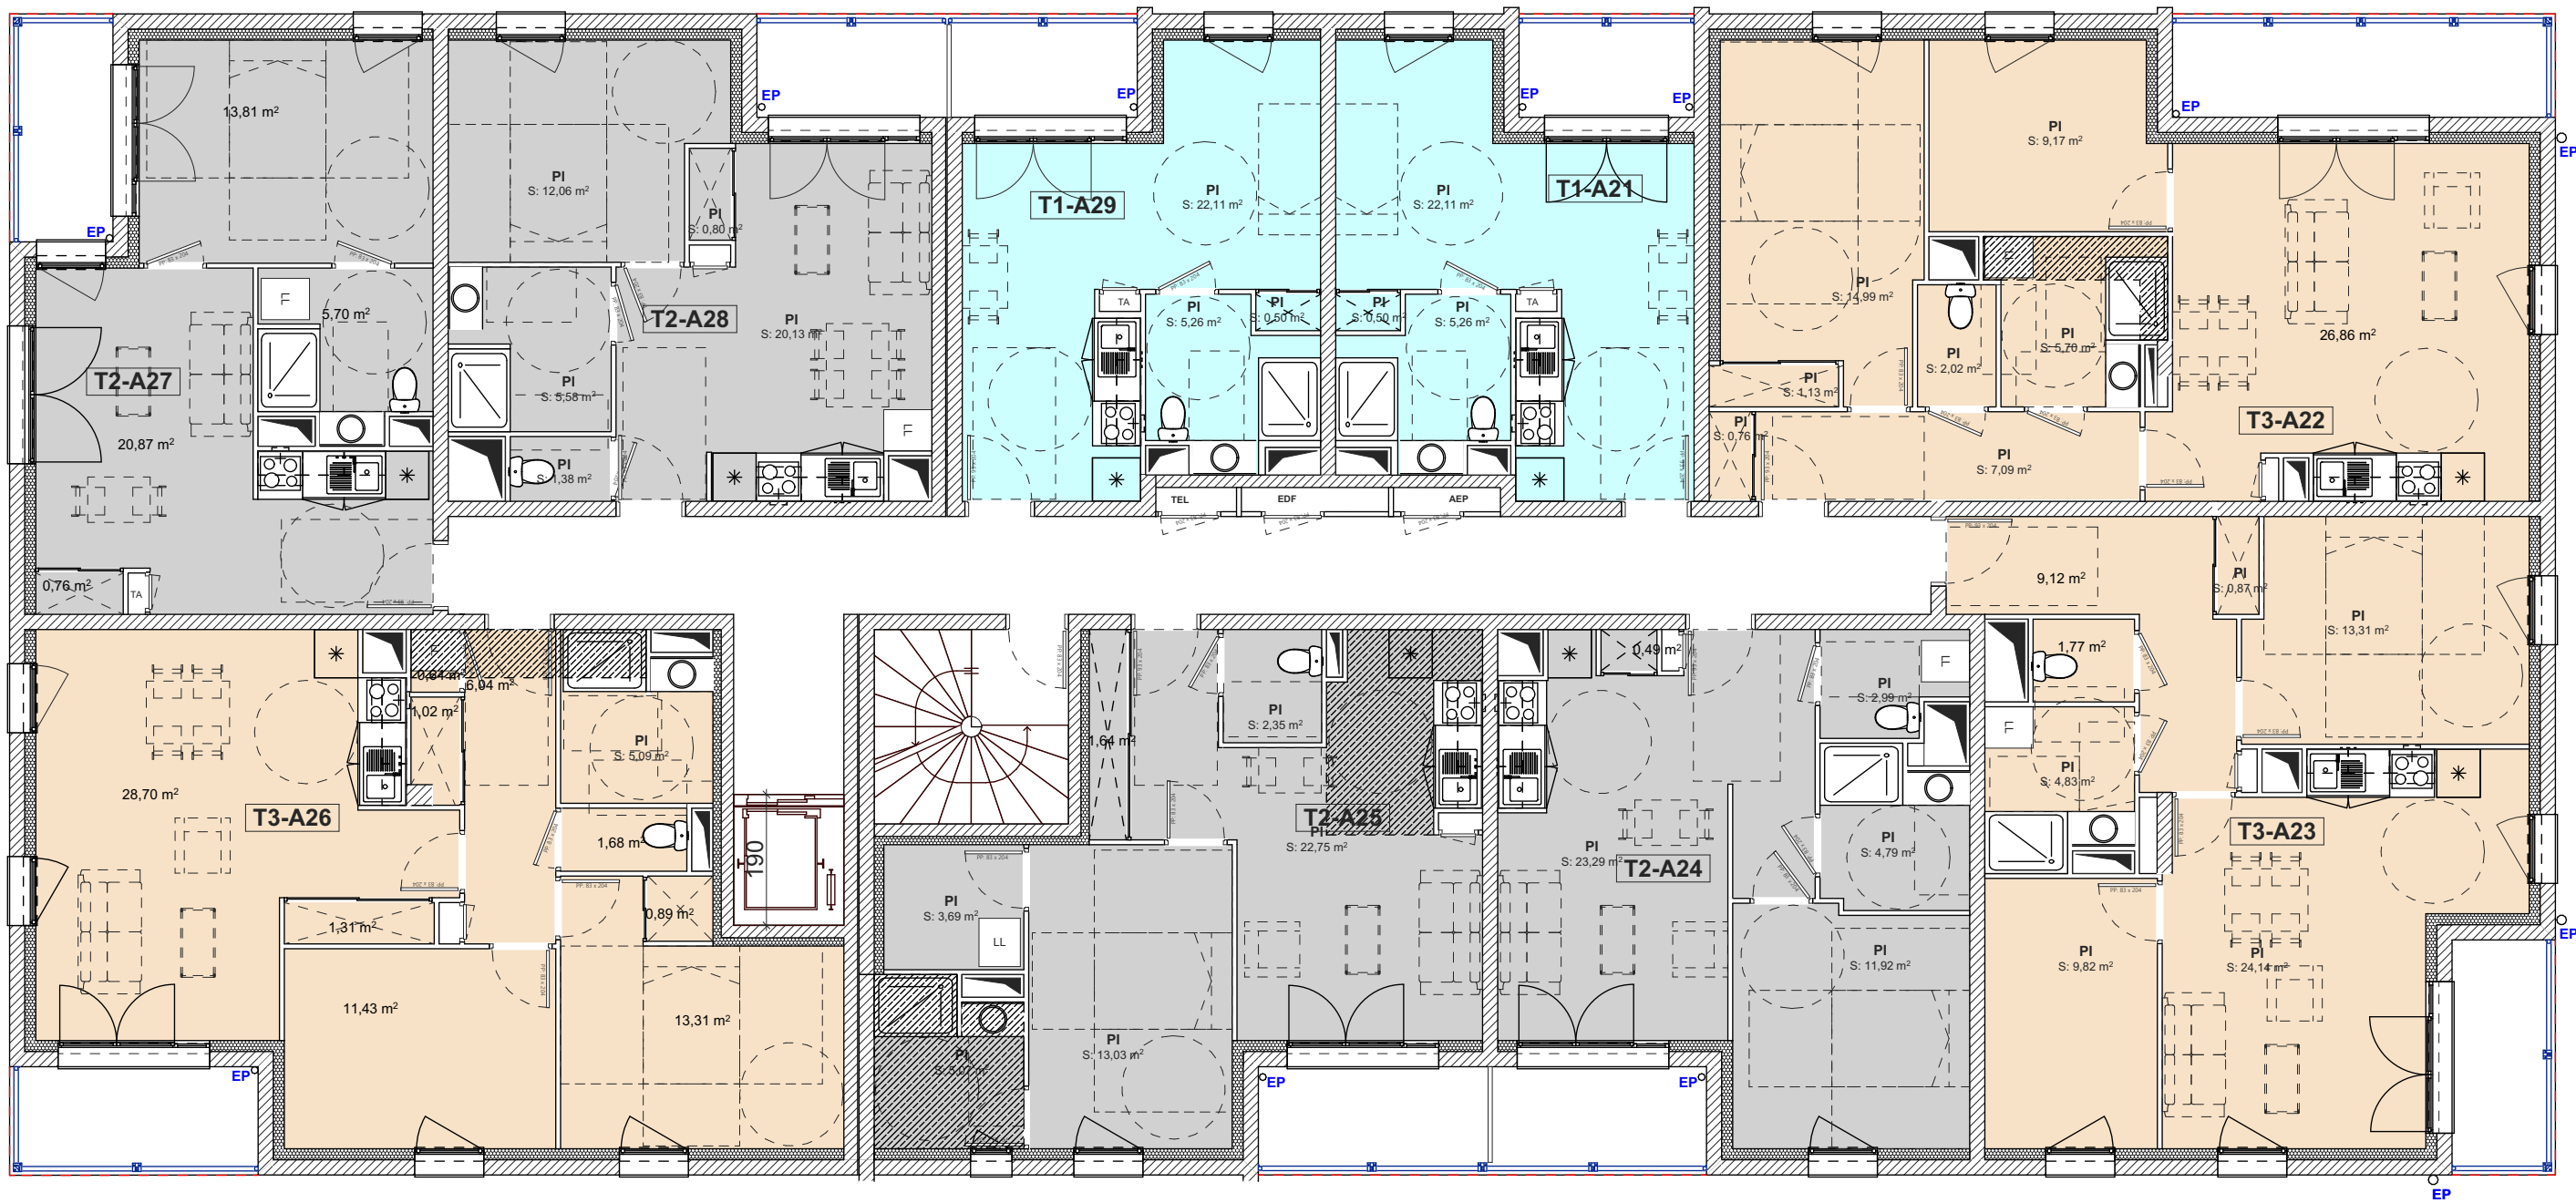 EP
13,81 m²
5,70 m²
T2-A27
20,87 m²
0,76 m²
TA
PI
S: 12,06 m²
PI
S: 0,80 m²
EP
T2-A28
PI
S: 20,13 m²
PI
S: 5,58 m²
PI
S: 1,38 m²
EP
T1-A29
PI
S: 22,11 m²
TA
PI
S: 5,26 m²
PI
S: 0,50 m²
TEL
EDF
AEP
EP
EP
T1-A21
PI
S: 22,11 m²
PI
S: 0,50 m²
PI
S: 5,26 m²
TA
PI
S: 14,99 m²
PI
S: 9,17 m²
EP
EP
PI
S: 2,02 m²
PI
S: 5,70 m²
PI
S: 1,13 m²
PI
S: 0,76 m²
PI
S: 7,09 m²
26,86 m²
T3-A22
9,12 m²
PI
S: 0,87 m²
PI
S: 13,31 m²
1,77 m²
PI
S: 4,83 m²
T3-A23
PI
S: 9,82 m²
PI
S: 24,14 m²
EP
EP
28,70 m²
T3-A26
6,04 m²
1,02 m²
PI
S: 5,09 m²
1,68 m²
0,89 m²
1,31 m²
11,43 m²
13,31 m²
EP
190
1,64 m²
PI
S: 2,35 m²
T2-A25
PI
S: 22,75 m²
PI
S: 3,69 m²
LL
PI
S: 13,03 m²
PI
EP
0,49 m²
PI
S: 2,99 m²
PI
S: 23,29 m²
T2-A24
PI
S: 4,79 m²
PI
S: 11,92 m²
EP